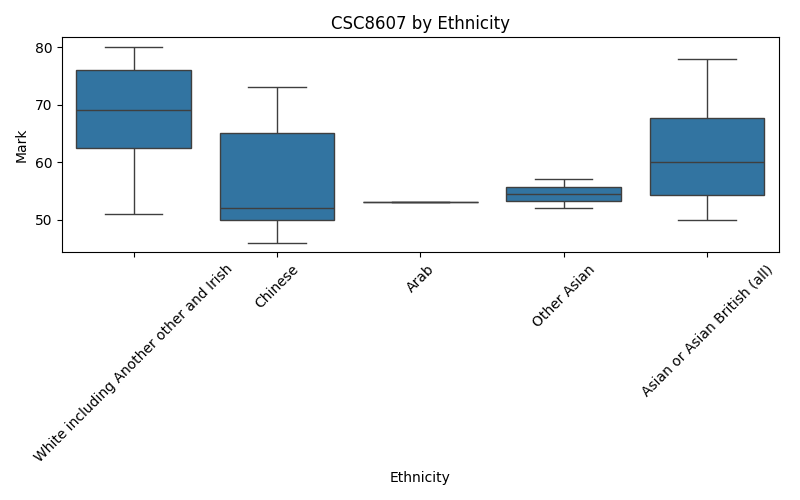 CSC8607 by Ethnicity
80
70
60
50
Mark
White including Another other and Irish
Chinese
Arab
Other Asian
Asian or Asian British (all)
Ethnicity